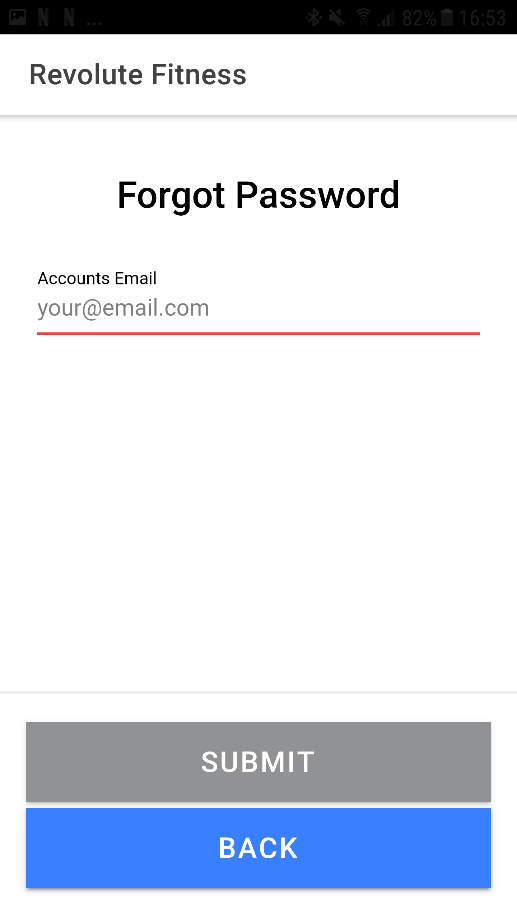 N N ... 82% 16:53
Revolute Fitness
Forgot Password
Accounts Email
your@email.com
SUBMIT
BACK